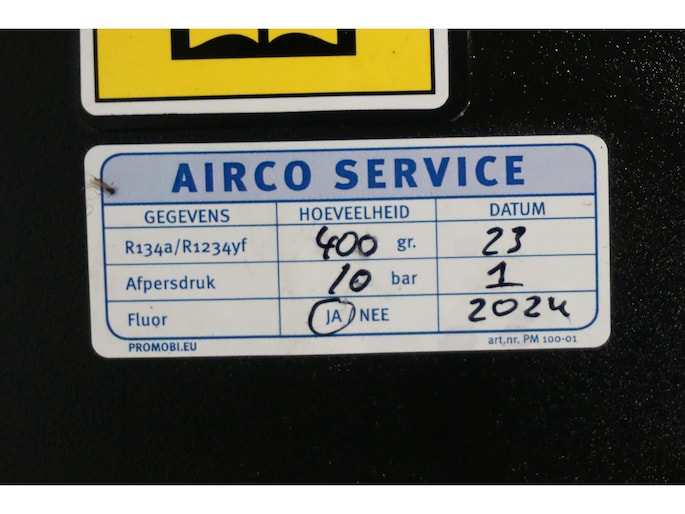 AIRCO SERVICE
GEGEVENS HOEVEELHEID DATUM
R134a/R1234yf 400 gr. 23
Afpersdruk 10 bar 1
Fluor JA/NEE 2024
PROMOBI.EU art.nr. PM 100-01